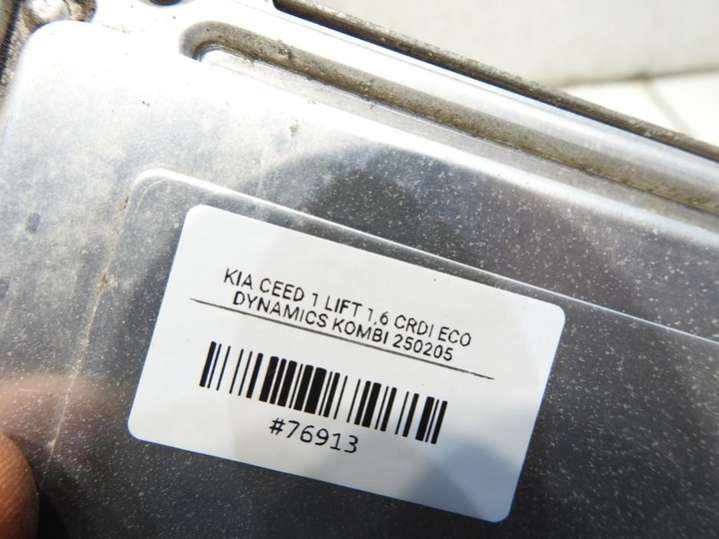 KIA CEED 1 LIFT 1,6 CRDI ECO
DYNAMICS KOMBI 250205
#76913